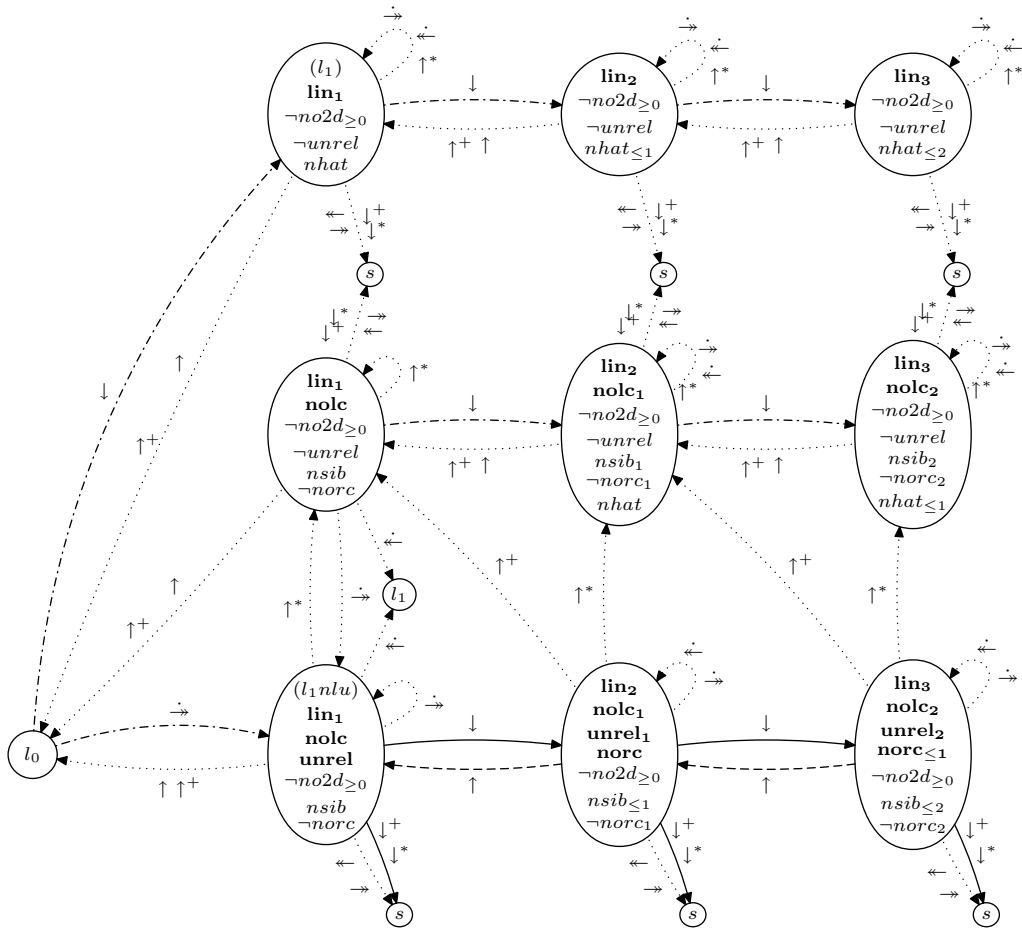 ∸↠ ∸↠ ∸↠
↞ ↞ ↞
↑* ↑* ↑*
(l₁)
lin₁ lin₂ lin₃
¬no2d≥0 ¬no2d≥0 ¬no2d≥0
¬unrel ¬unrel ¬unrel
nhat nhat≤1 nhat≤2
↓ ↓
↑⁺ ↑ ↑⁺ ↑
↞ ↓⁺ ↞ ↓⁺ ↞ ↓⁺
↠ ↓* ↠ ↓* ↠ ↓*
s s s
↓* ↠ ↓* ↠ ↓* ↠
↓⁺ ↞ ↓⁺ ↞ ↓⁺ ↞
↓ ↑
↑⁺
lin₁ lin₂ lin₃
nolc nolc₁ nolc₂
¬no2d≥0 ¬no2d≥0 ¬no2d≥0
¬unrel ¬unrel ¬unrel
nsib nsib₁ nsib₂
¬norc ¬norc₁ ¬norc₂
nhat nhat≤1
↑* ↠ ↞ ↑* ↠ ↞ ↑*
↓ ↓
↑⁺ ↑ ↑⁺ ↑
↑ ↞ ↑⁺ ↑⁺
↑⁺ ↑* ↠ l₁ ↑* ↑*
↞ ↞ ↞
↠ ↠ ↠
(l₁nlu)
lin₁ lin₂ lin₃
nolc nolc₁ nolc₂
unrel unrel₁ unrel₂
norc norc≤1
¬no2d≥0 ¬no2d≥0 ¬no2d≥0
nsib nsib≤1 nsib≤2
¬norc ¬norc₁ ¬norc₂
l₀ ↠ ↓ ↓
↑ ↑⁺ ↑ ↑
↓⁺ ↓⁺ ↓⁺
↞ ↓* ↞ ↓* ↞ ↓*
↠ ↠ ↠
s s s